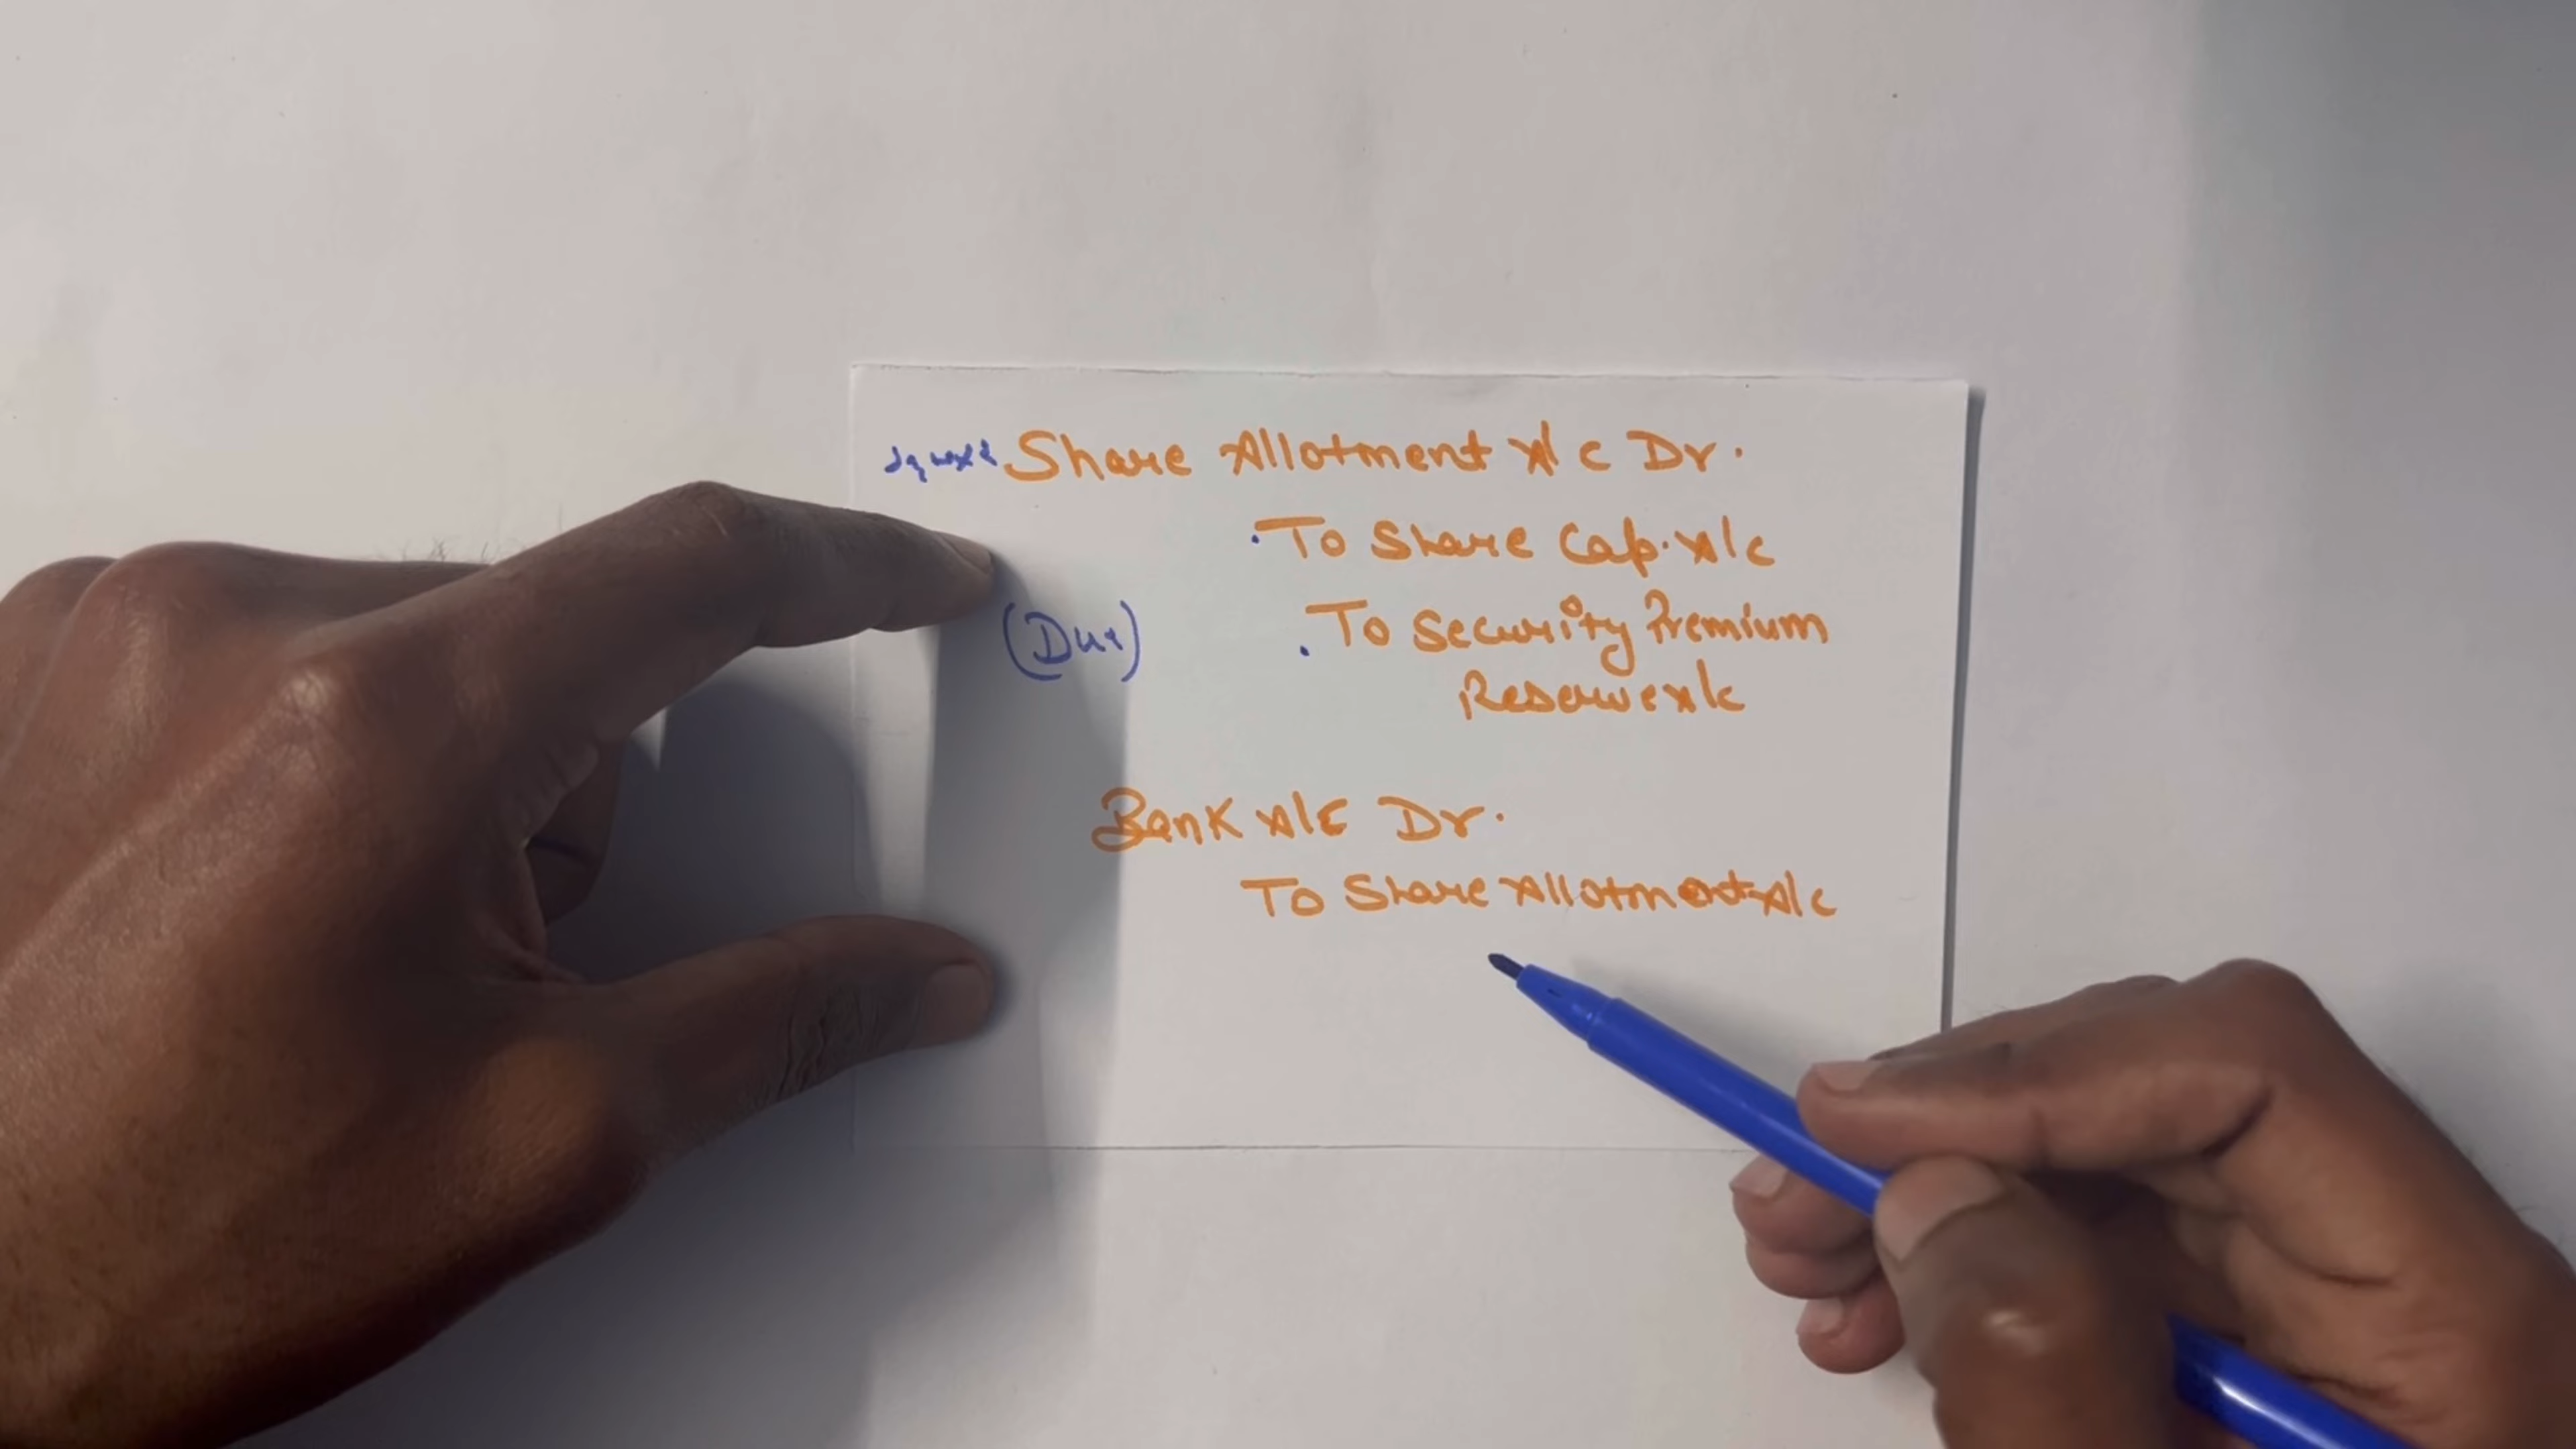 Share Allotment A/c Dr.
To Share Cap. A/c
(Due) To Security Premium
Reserve A/c
Bank A/c Dr.
To Share Allotment A/c